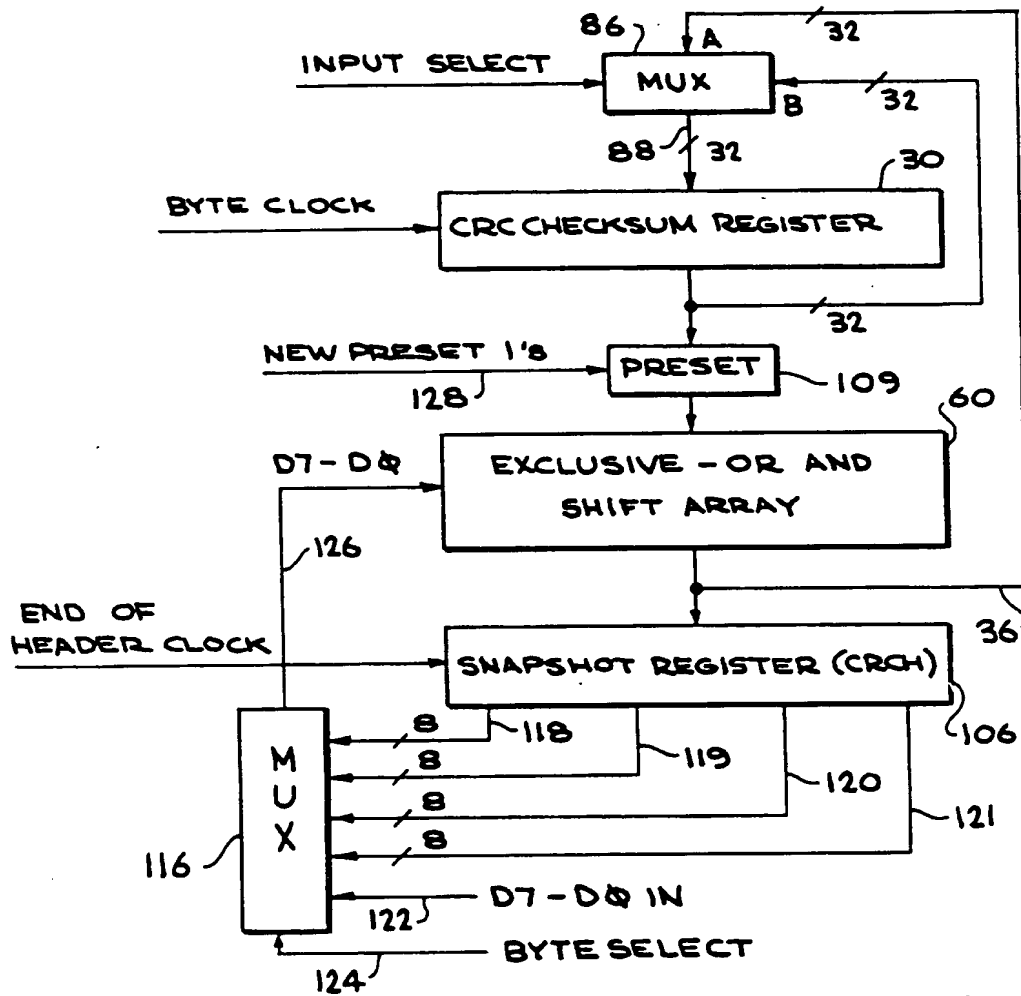 86
32
A
INPUT SELECT
MUX
B
32
88
32
30
BYTE CLOCK
CRC CHECKSUM REGISTER
32
NEW PRESET 1'S
128
PRESET
109
60
D7-DØ
EXCLUSIVE-OR AND
SHIFT ARRAY
126
END OF
HEADER CLOCK
36
SNAPSHOT REGISTER (CRCH)
106
8
118
8
119
8
120
8
121
MUX
116
D7-DØ IN
122
BYTE SELECT
124